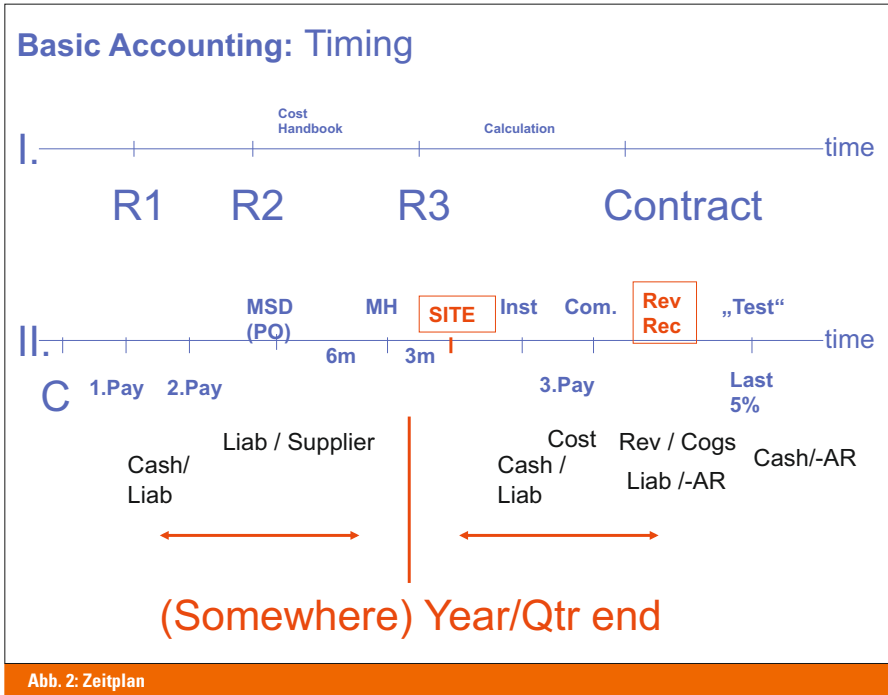 Basic Accounting: Timing
Cost
Handbook
Calculation
I.
time
R1 R2 R3 Contract
MSD
(PO)
MH
SITE
Inst
Com.
Rev
Rec
„Test“
II.
time
6m
3m
C
1.Pay
2.Pay
3.Pay
Last
5%
Cash/
Liab
Liab / Supplier
Cost
Cash /
Liab
Rev / Cogs
Liab /-AR
Cash/-AR
(Somewhere) Year/Qtr end
Abb. 2: Zeitplan